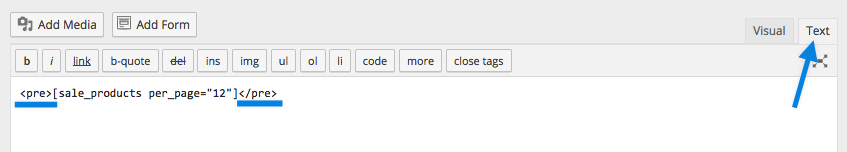 Add Media Add Form
Visual Text
b i link b-quote del ins img ul ol li code more close tags
<pre>[sale_products per_page="12"]</pre>